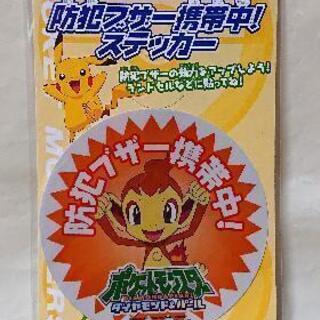 防犯ブザー携帯中!
ステッカー
防犯ブザーの魅力をアップしよう!
ランドセルなどに貼ってね!
防犯ブザー携帯中!
ポケットモンスター
ダイヤモンド&パール